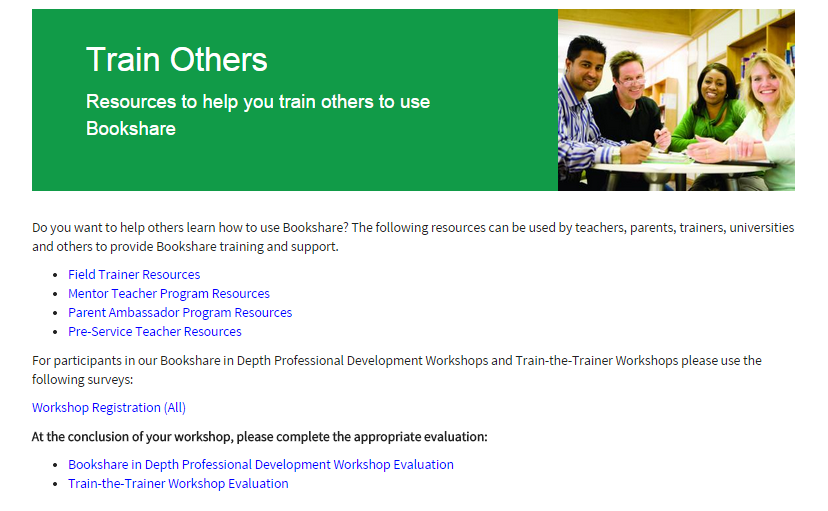 Train Others
Resources to help you train others to use
Bookshare
Do you want to help others learn how to use Bookshare? The following resources can be used by teachers, parents, trainers, universities
and others to provide Bookshare training and support.
Field Trainer Resources
Mentor Teacher Program Resources
Parent Ambassador Program Resources
Pre-Service Teacher Resources
For participants in our Bookshare in Depth Professional Development Workshops and Train-the-Trainer Workshops please use the
following surveys:
Workshop Registration (All)
At the conclusion of your workshop, please complete the appropriate evaluation:
Bookshare in Depth Professional Development Workshop Evaluation
Train-the-Trainer Workshop Evaluation